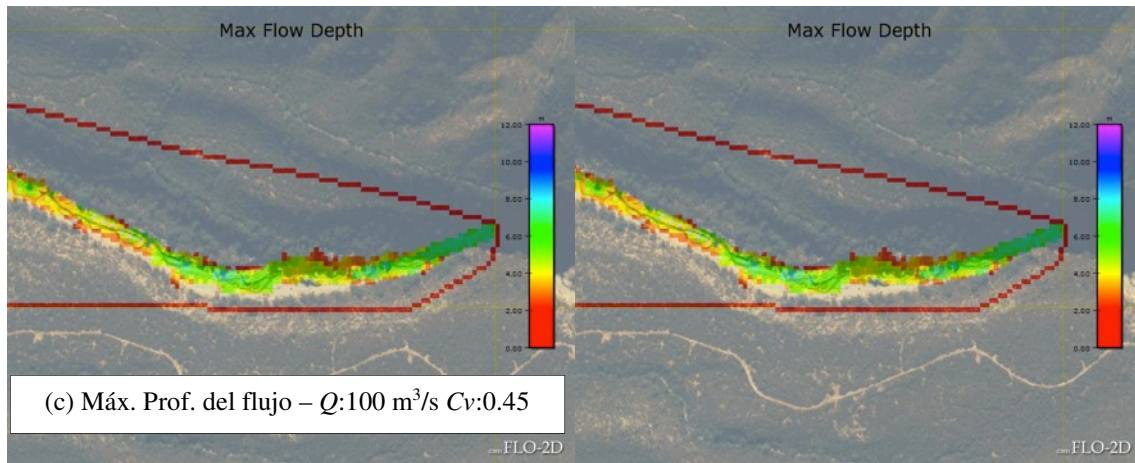 Max Flow Depth
m
12.00
10.00
8.00
6.00
4.00
2.00
0.00
(c) Máx. Prof. del flujo – Q:100 m³/s Cv:0.45
FLO-2D
Max Flow Depth
m
12.00
10.00
8.00
6.00
4.00
2.00
0.00
FLO-2D